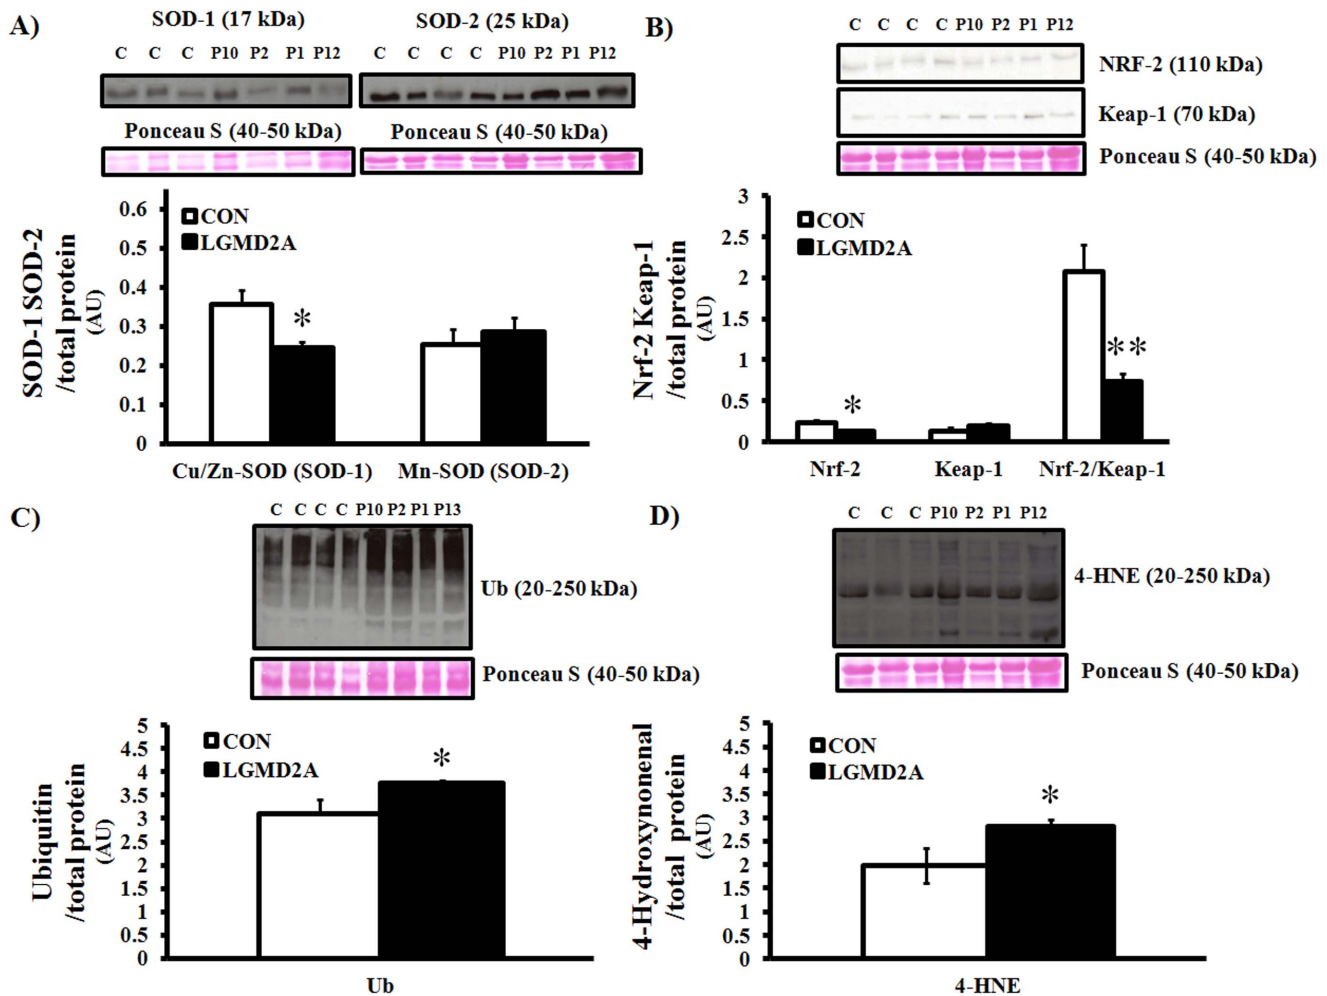 A)
SOD-1 (17 kDa)
C C C P10 P2 P1 P12
SOD-2 (25 kDa)
C C C C P10 P2 P1 P12
Ponceau S (40-50 kDa)
Ponceau S (40-50 kDa)
SOD-1 SOD-2
/total protein
(AU)
0.6
0.5
0.4
0.3
0.2
0.1
0
CON
LGMD2A
*
Cu/Zn-SOD (SOD-1)
Mn-SOD (SOD-2)
B)
C C C C P10 P2 P1 P12
NRF-2 (110 kDa)
Keap-1 (70 kDa)
Ponceau S (40-50 kDa)
Nrf-2 Keap-1
/total protein
(AU)
3
2.5
2
1.5
1
0.5
0
CON
LGMD2A
*
**
Nrf-2
Keap-1
Nrf-2/Keap-1
C)
C C C C P10 P2 P1 P13
Ub (20-250 kDa)
Ponceau S (40-50 kDa)
Ubiquitin
/total protein
(AU)
5
4.5
4
3.5
3
2.5
2
1.5
1
0.5
0
CON
LGMD2A
*
Ub
D)
C C C P10 P2 P1 P12
4-HNE (20-250 kDa)
Ponceau S (40-50 kDa)
4-Hydroxynonenal
/total protein
(AU)
5
4.5
4
3.5
3
2.5
2
1.5
1
0.5
0
CON
LGMD2A
*
4-HNE